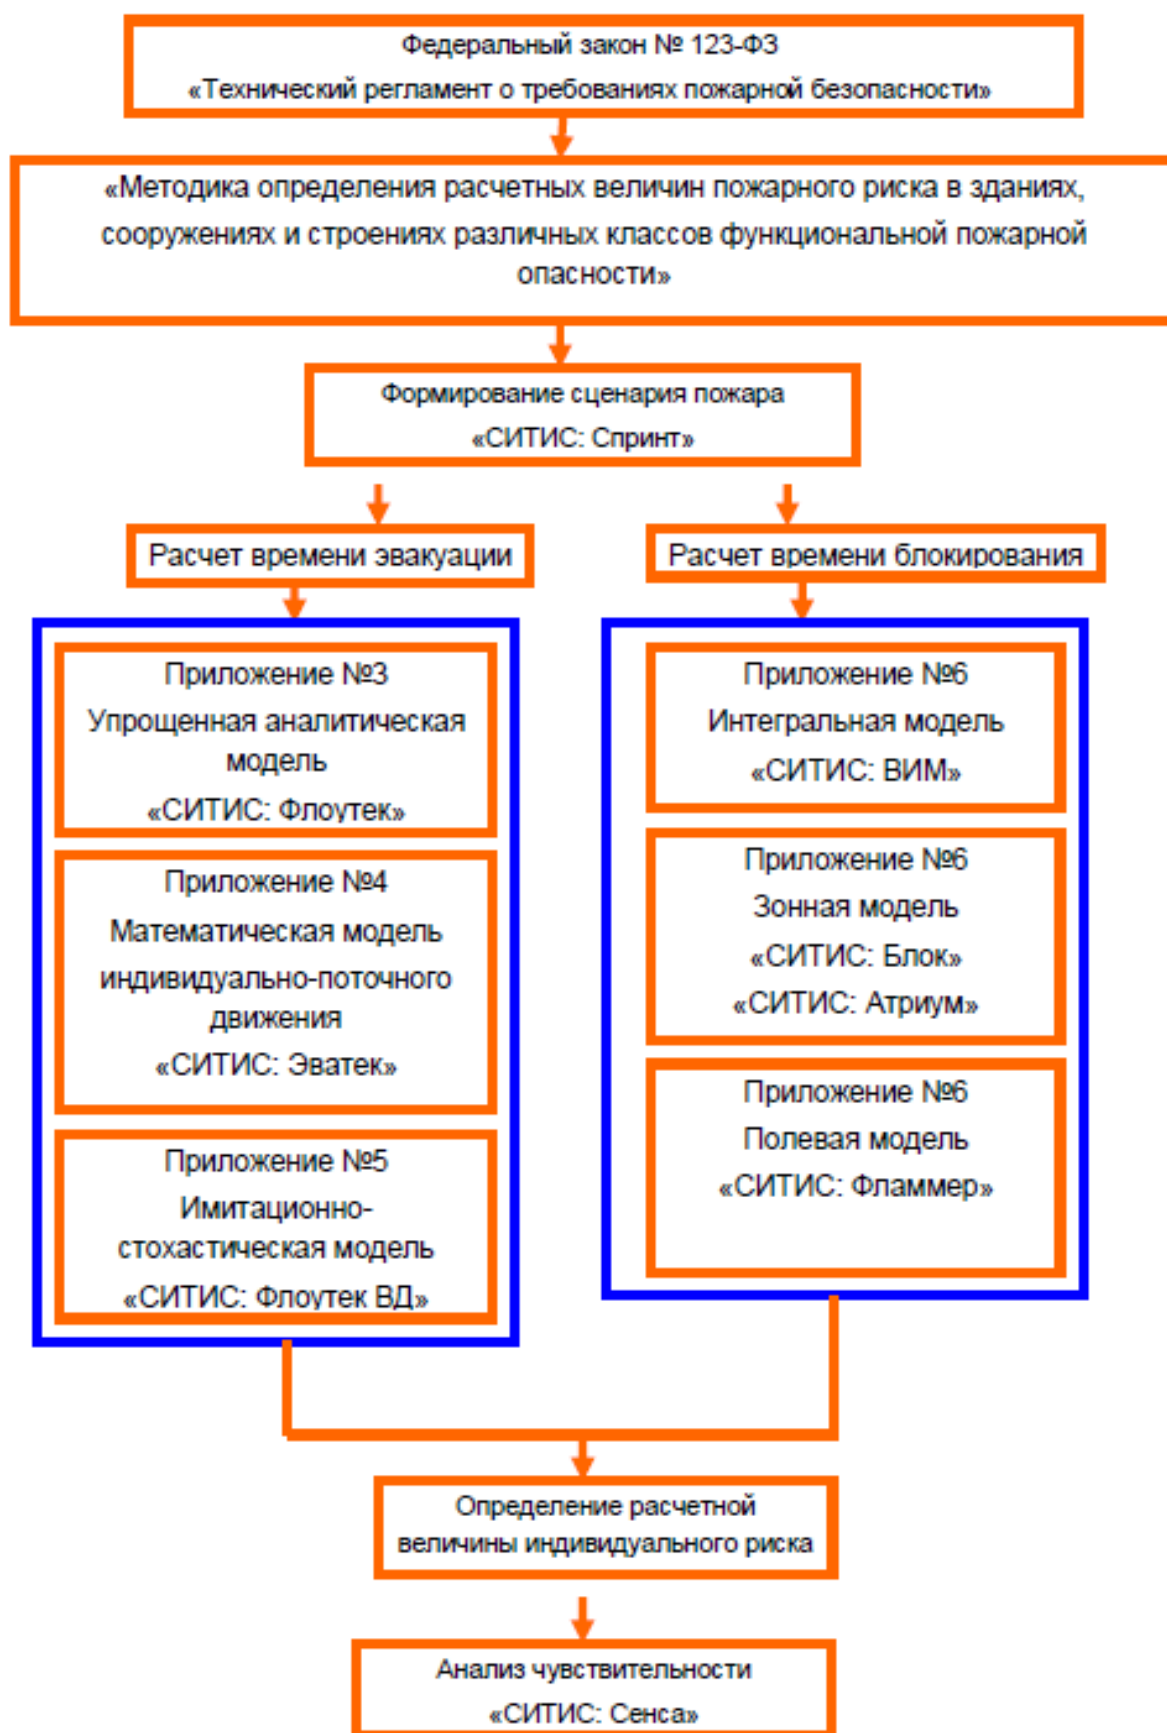 Федеральный закон № 123-ФЗ
«Технический регламент о требованиях пожарной безопасности»
«Методика определения расчетных величин пожарного риска в зданиях,
сооружениях и строениях различных классов функциональной пожарной
опасности»
Формирование сценария пожара
«СИТИС: Спринт»
Расчет времени эвакуации
Приложение №3
Упрощенная аналитическая
модель
«СИТИС: Флоутек»
Приложение №4
Математическая модель
индивидуально-поточного
движения
«СИТИС: Эватек»
Приложение №5
Имитационно-
стохастическая модель
«СИТИС: Флоутек ВД»
Расчет времени блокирования
Приложение №6
Интегральная модель
«СИТИС: ВИМ»
Приложение №6
Зонная модель
«СИТИС: Блок»
«СИТИС: Атриум»
Приложение №6
Полевая модель
«СИТИС: Фламмер»
Определение расчетной
величины индивидуального риска
Анализ чувствительности
«СИТИС: Сенса»